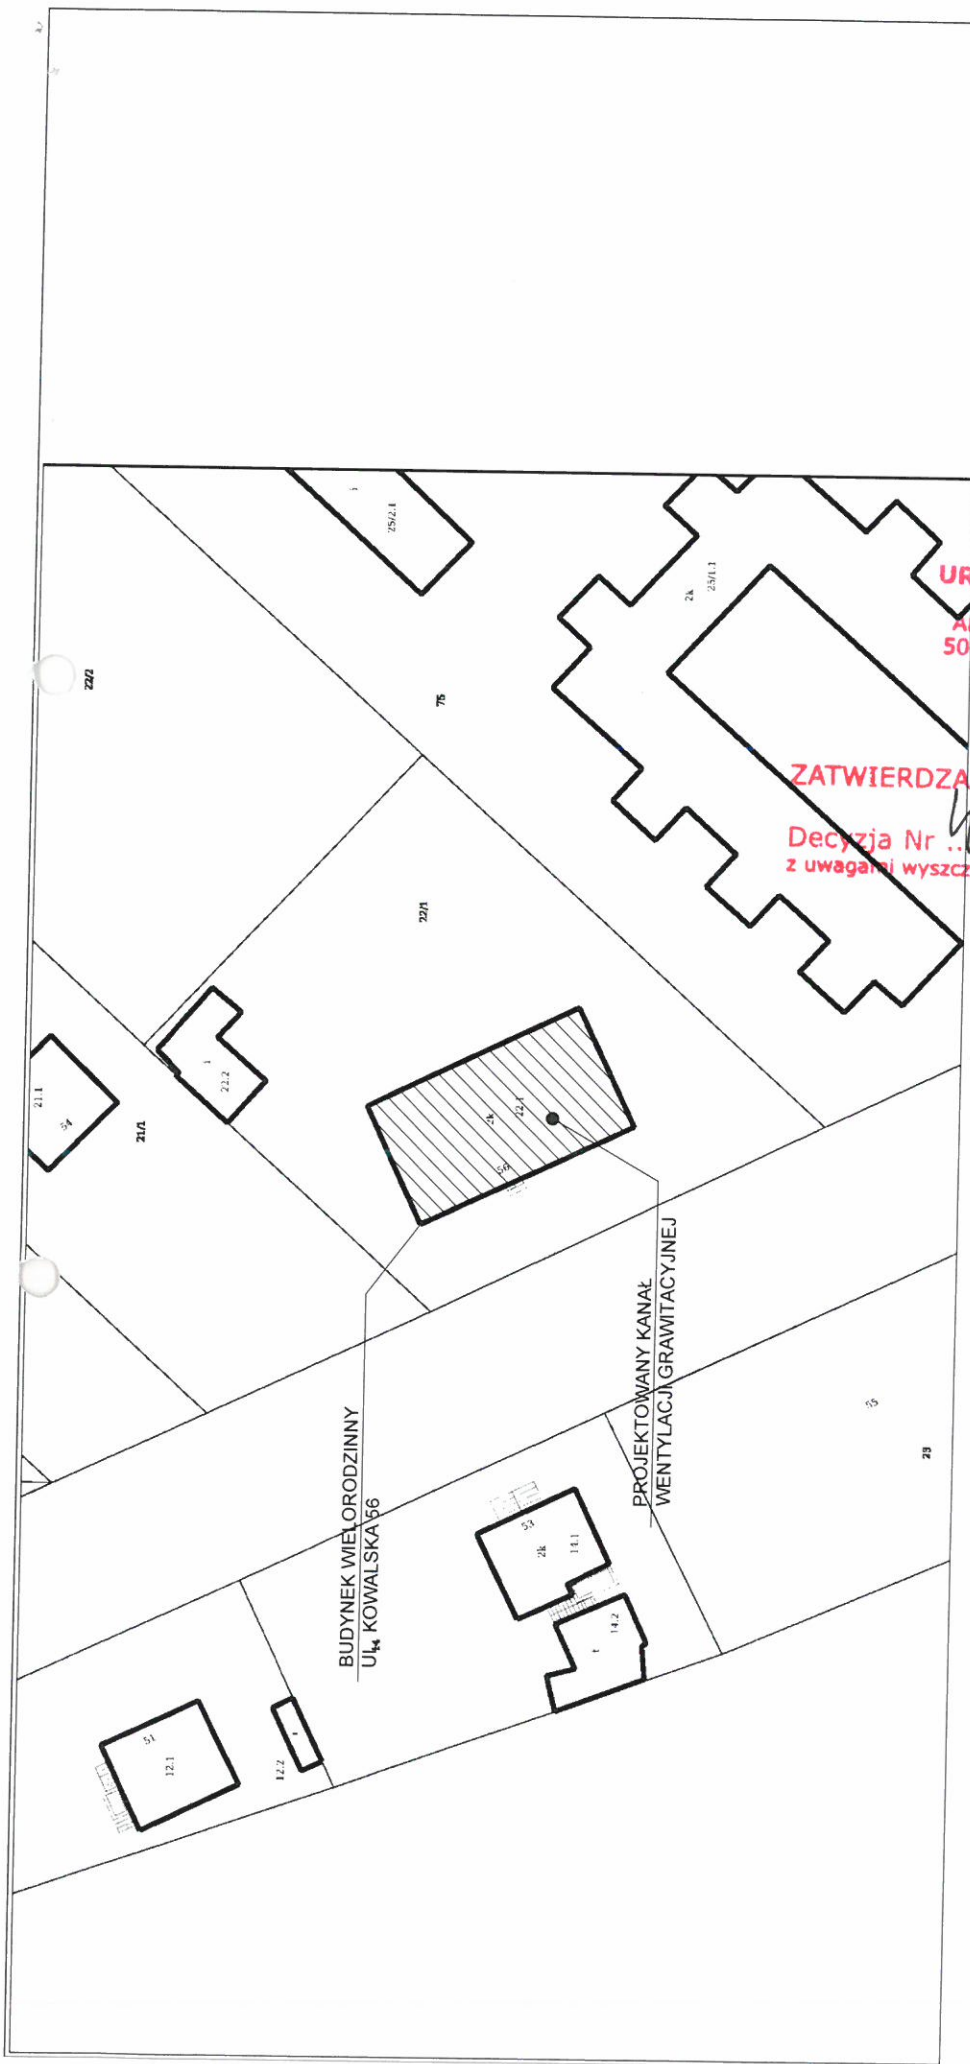 22/2
75
25/2.1
2k
25/1.1
UR
50
ZATWIERDZA
Decyzja Nr ...
z uwagami wyszcz
22/1
21.1
54
21/1
22.2
2k
22.1
56
BUDYNEK WIELORODZINNY
UL. KOWALSKA 56
PROJEKTOWANY KANAŁ
WENTYLACJI GRAWITACYJNEJ
55
23
53
2k
14.1
t
14.2
51
12.1
12.2